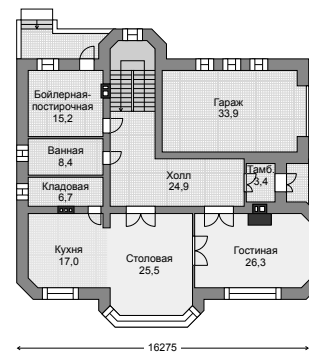 Бойлерная-
постирочная
15,2
Гараж
33,9
Ванная
8,4
Холл
24,9
Тамб.
3,4
Кладовая
6,7
Кухня
17,0
Столовая
25,5
Гостиная
26,3
16275